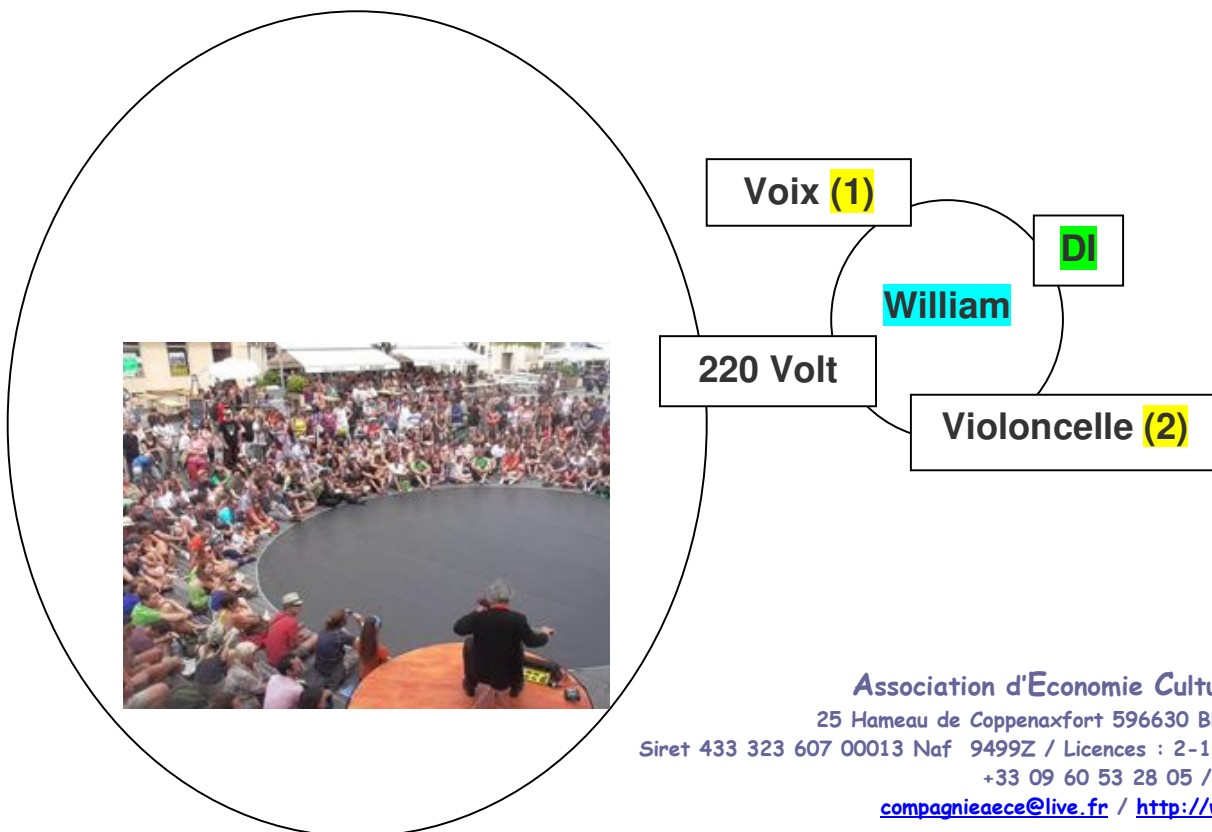 Voix (1)
DI
William
220 Volt
Violoncelle (2)
Association d'Economie Cultu
25 Hameau de Coppenaxfort 596630 B
Siret 433 323 607 00013 Naf 9499Z / Licences : 2-1
+33 09 60 53 28 05 /
compagnieaece@live.fr / http://w